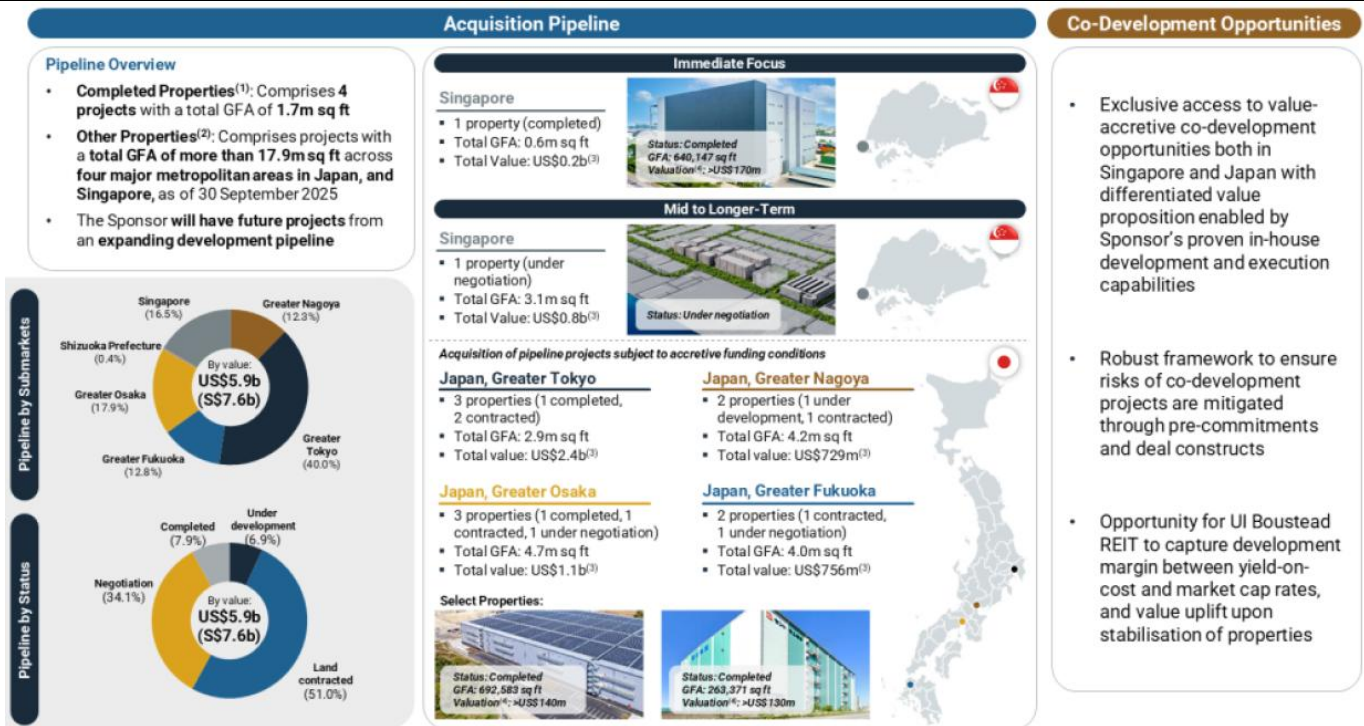 Acquisition Pipeline
Co-Development Opportunities
Pipeline Overview
• Completed Properties(1): Comprises 4
projects with a total GFA of 1.7m sq ft
• Other Properties(2): Comprises projects with
a total GFA of more than 17.9m sq ft across
four major metropolitan areas in Japan, and
Singapore, as of 30 September 2025
• The Sponsor will have future projects from
an expanding development pipeline
Pipeline by Submarkets
Singapore
(16.5%)
Greater Nagoya
(12.3%)
Shizuoka Prefecture
(0.4%)
Greater Osaka
(17.9%)
Greater Fukuoka
(12.8%)
Greater
Tokyo
(40.0%)
By value:
US$5.9b
(S$7.6b)
Pipeline by Status
Completed
(7.9%)
Under
development
(6.9%)
Negotiation
(34.1%)
Land
contracted
(51.0%)
By value:
US$5.9b
(S$7.6b)
Immediate Focus
Singapore
▪ 1 property (completed)
▪ Total GFA: 0.6m sq ft
▪ Total Value: US$0.2b(3)
Status: Completed
GFA: 640,147 sq ft
Valuation(4): >US$170m
Mid to Longer-Term
Singapore
▪ 1 property (under
negotiation)
▪ Total GFA: 3.1m sq ft
▪ Total Value: US$0.8b(3)
Status: Under negotiation
Acquisition of pipeline projects subject to accretive funding conditions
Japan, Greater Tokyo
▪ 3 properties (1 completed,
2 contracted)
▪ Total GFA: 2.9m sq ft
▪ Total value: US$2.4b(3)
Japan, Greater Nagoya
▪ 2 properties (1 under
development, 1 contracted)
▪ Total GFA: 4.2m sq ft
▪ Total value: US$729m(3)
Japan, Greater Osaka
▪ 3 properties (1 completed, 1
contracted, 1 under negotiation)
▪ Total GFA: 4.7m sq ft
▪ Total value: US$1.1b(3)
Japan, Greater Fukuoka
▪ 2 properties (1 contracted,
1 under negotiation)
▪ Total GFA: 4.0m sq ft
▪ Total value: US$756m(3)
Select Properties:
Status: Completed
GFA: 692,583 sq ft
Valuation(4): >US$140m
Status: Completed
GFA: 263,371 sq ft
Valuation(4): >US$130m
• Exclusive access to value-
accretive co-development
opportunities both in
Singapore and Japan with
differentiated value
proposition enabled by
Sponsor's proven in-house
development and execution
capabilities
• Robust framework to ensure
risks of co-development
projects are mitigated
through pre-commitments
and deal constructs
• Opportunity for UI Boustead
REIT to capture development
margin between yield-on-
cost and market cap rates,
and value uplift upon
stabilisation of properties